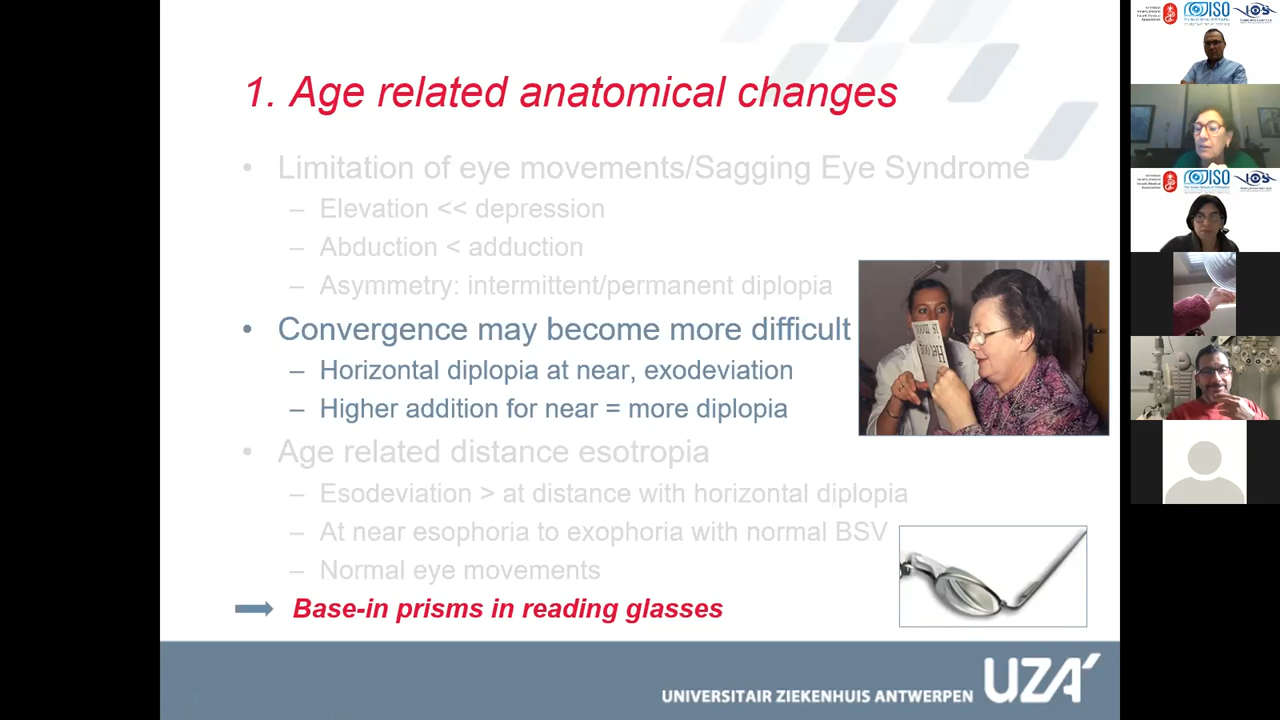 1. Age related anatomical changes
• Limitation of eye movements/Sagging Eye Syndrome
– Elevation << depression
– Abduction < adduction
– Asymmetry: intermittent/permanent diplopia
• Convergence may become more difficult
– Horizontal diplopia at near, exodeviation
– Higher addition for near = more diplopia
• Age related distance esotropia
– Esodeviation > at distance with horizontal diplopia
– At near esophoria to exophoria with normal BSV
– Normal eye movements
Base-in prisms in reading glasses
UNIVERSITAIR ZIEKENHUIS ANTWERPEN
UZA
ISO
IOS
ISO
IOS